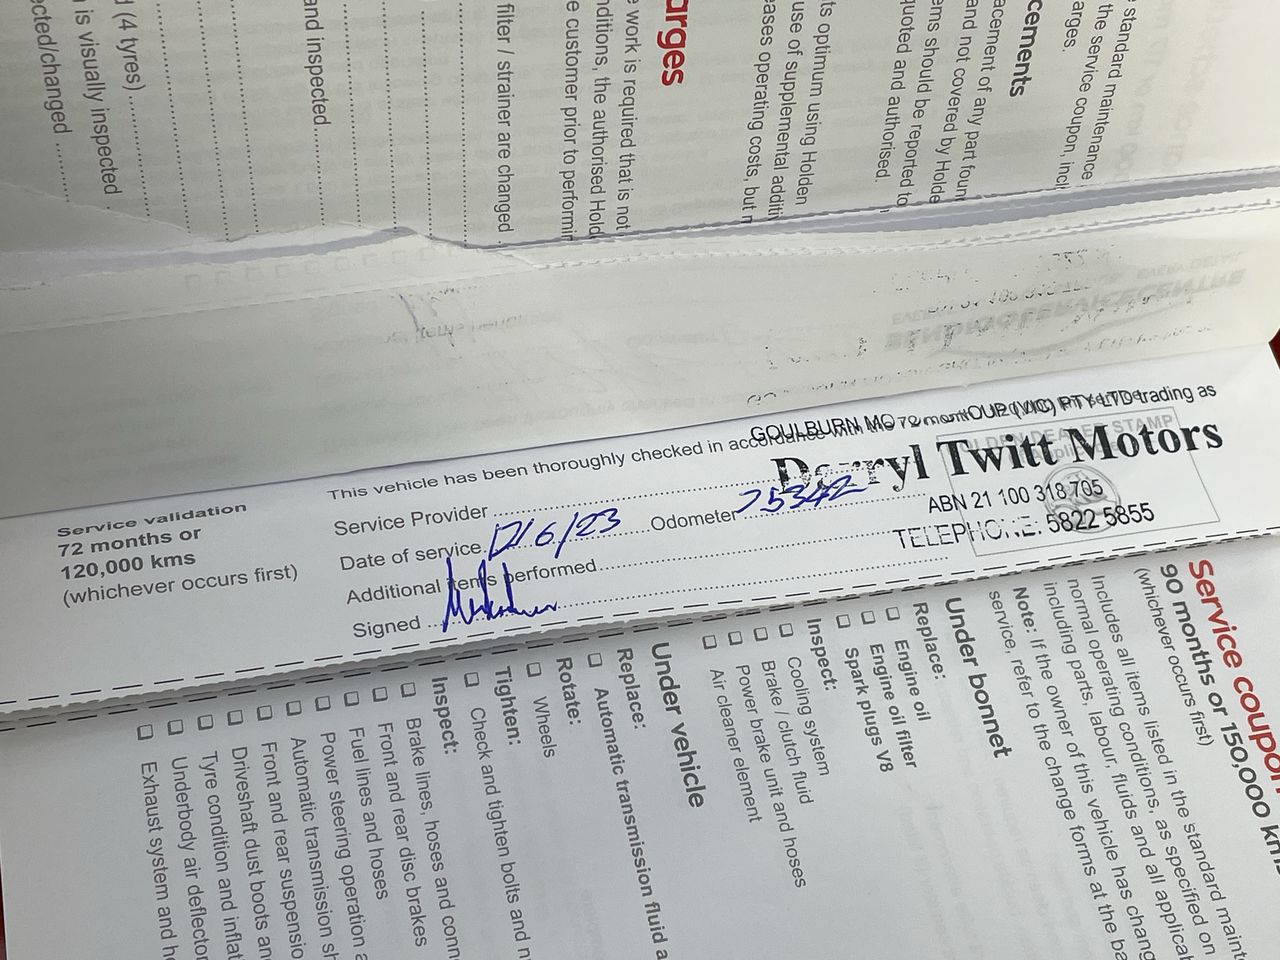 ected/changed
is visually inspected
(4 tyres)
and inspected
filter / strainer are changed
arges
work is required that is not
nditions, the authorised Hold
e customer prior to performin
ts optimum using Holden
use of supplemental additi
eases operating costs, but
cements
acement of any part foun
and not covered by Holde
ems should be reported to
quoted and authorised.
standard maintenance
the service coupon, incl
arges.
Service validation
72 months or
120,000 kms
(whichever occurs first)
This vehicle has been thoroughly checked in accordance with the 72 month
GOULBURN MO OUP (VIC) PTY LTD trading as
Darryl Twitt Motors
ABN 21 100 318 705
TELEPHONE: 5822 5855
DEALER STAMP
Service Provider
Date of service /6/23 Odometer 75342
Additional items performed
Signed
Service coupon
90 months or 150,000 km
(whichever occurs first)
Includes all items listed in the standard maint
normal operating conditions, as specified on
including parts, labour, fluids and all applicab
Note: If the owner of this vehicle has chang
service, refer to the change forms at the ba
Under bonnet
Replace:
Engine oil
Engine oil filter
Spark plugs V8
Inspect:
Cooling system
Brake / clutch fluid
Power brake unit and hoses
Air cleaner element
Under vehicle
Replace:
Automatic transmission fluid a
Rotate:
Wheels
Tighten:
Check and tighten bolts and n
Inspect:
Brake lines, hoses and conn
Front and rear disc brakes
Fuel lines and hoses
Power steering operation a
Automatic transmission sh
Front and rear suspensio
Driveshaft dust boots an
Tyre condition and inflat
Underbody air deflector
Exhaust system and he